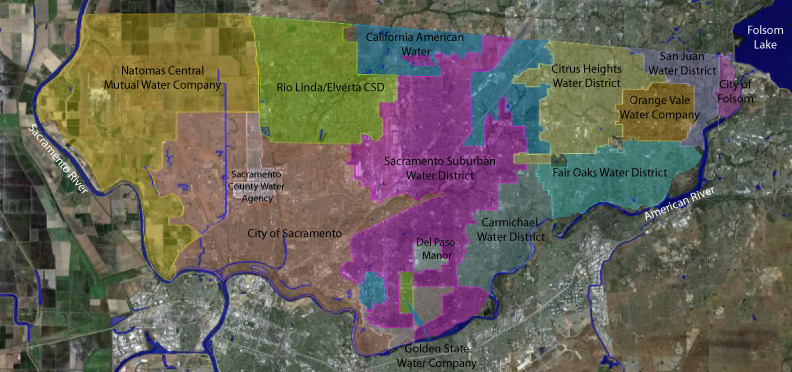 California American
Water
Folsom
Lake
Natomas Central
Mutual Water Company
Rio Linda/Elverta CSD
Citrus Heights
Water District
San Juan
Water District
City of
Folsom
Orange Vale
Water Company
Sacramento River
Sacramento
County Water
Agency
Sacramento Suburban
Water District
Fair Oaks Water District
American River
City of Sacramento
Carmichael
Water District
Del Paso
Manor
Golden State
Water Company